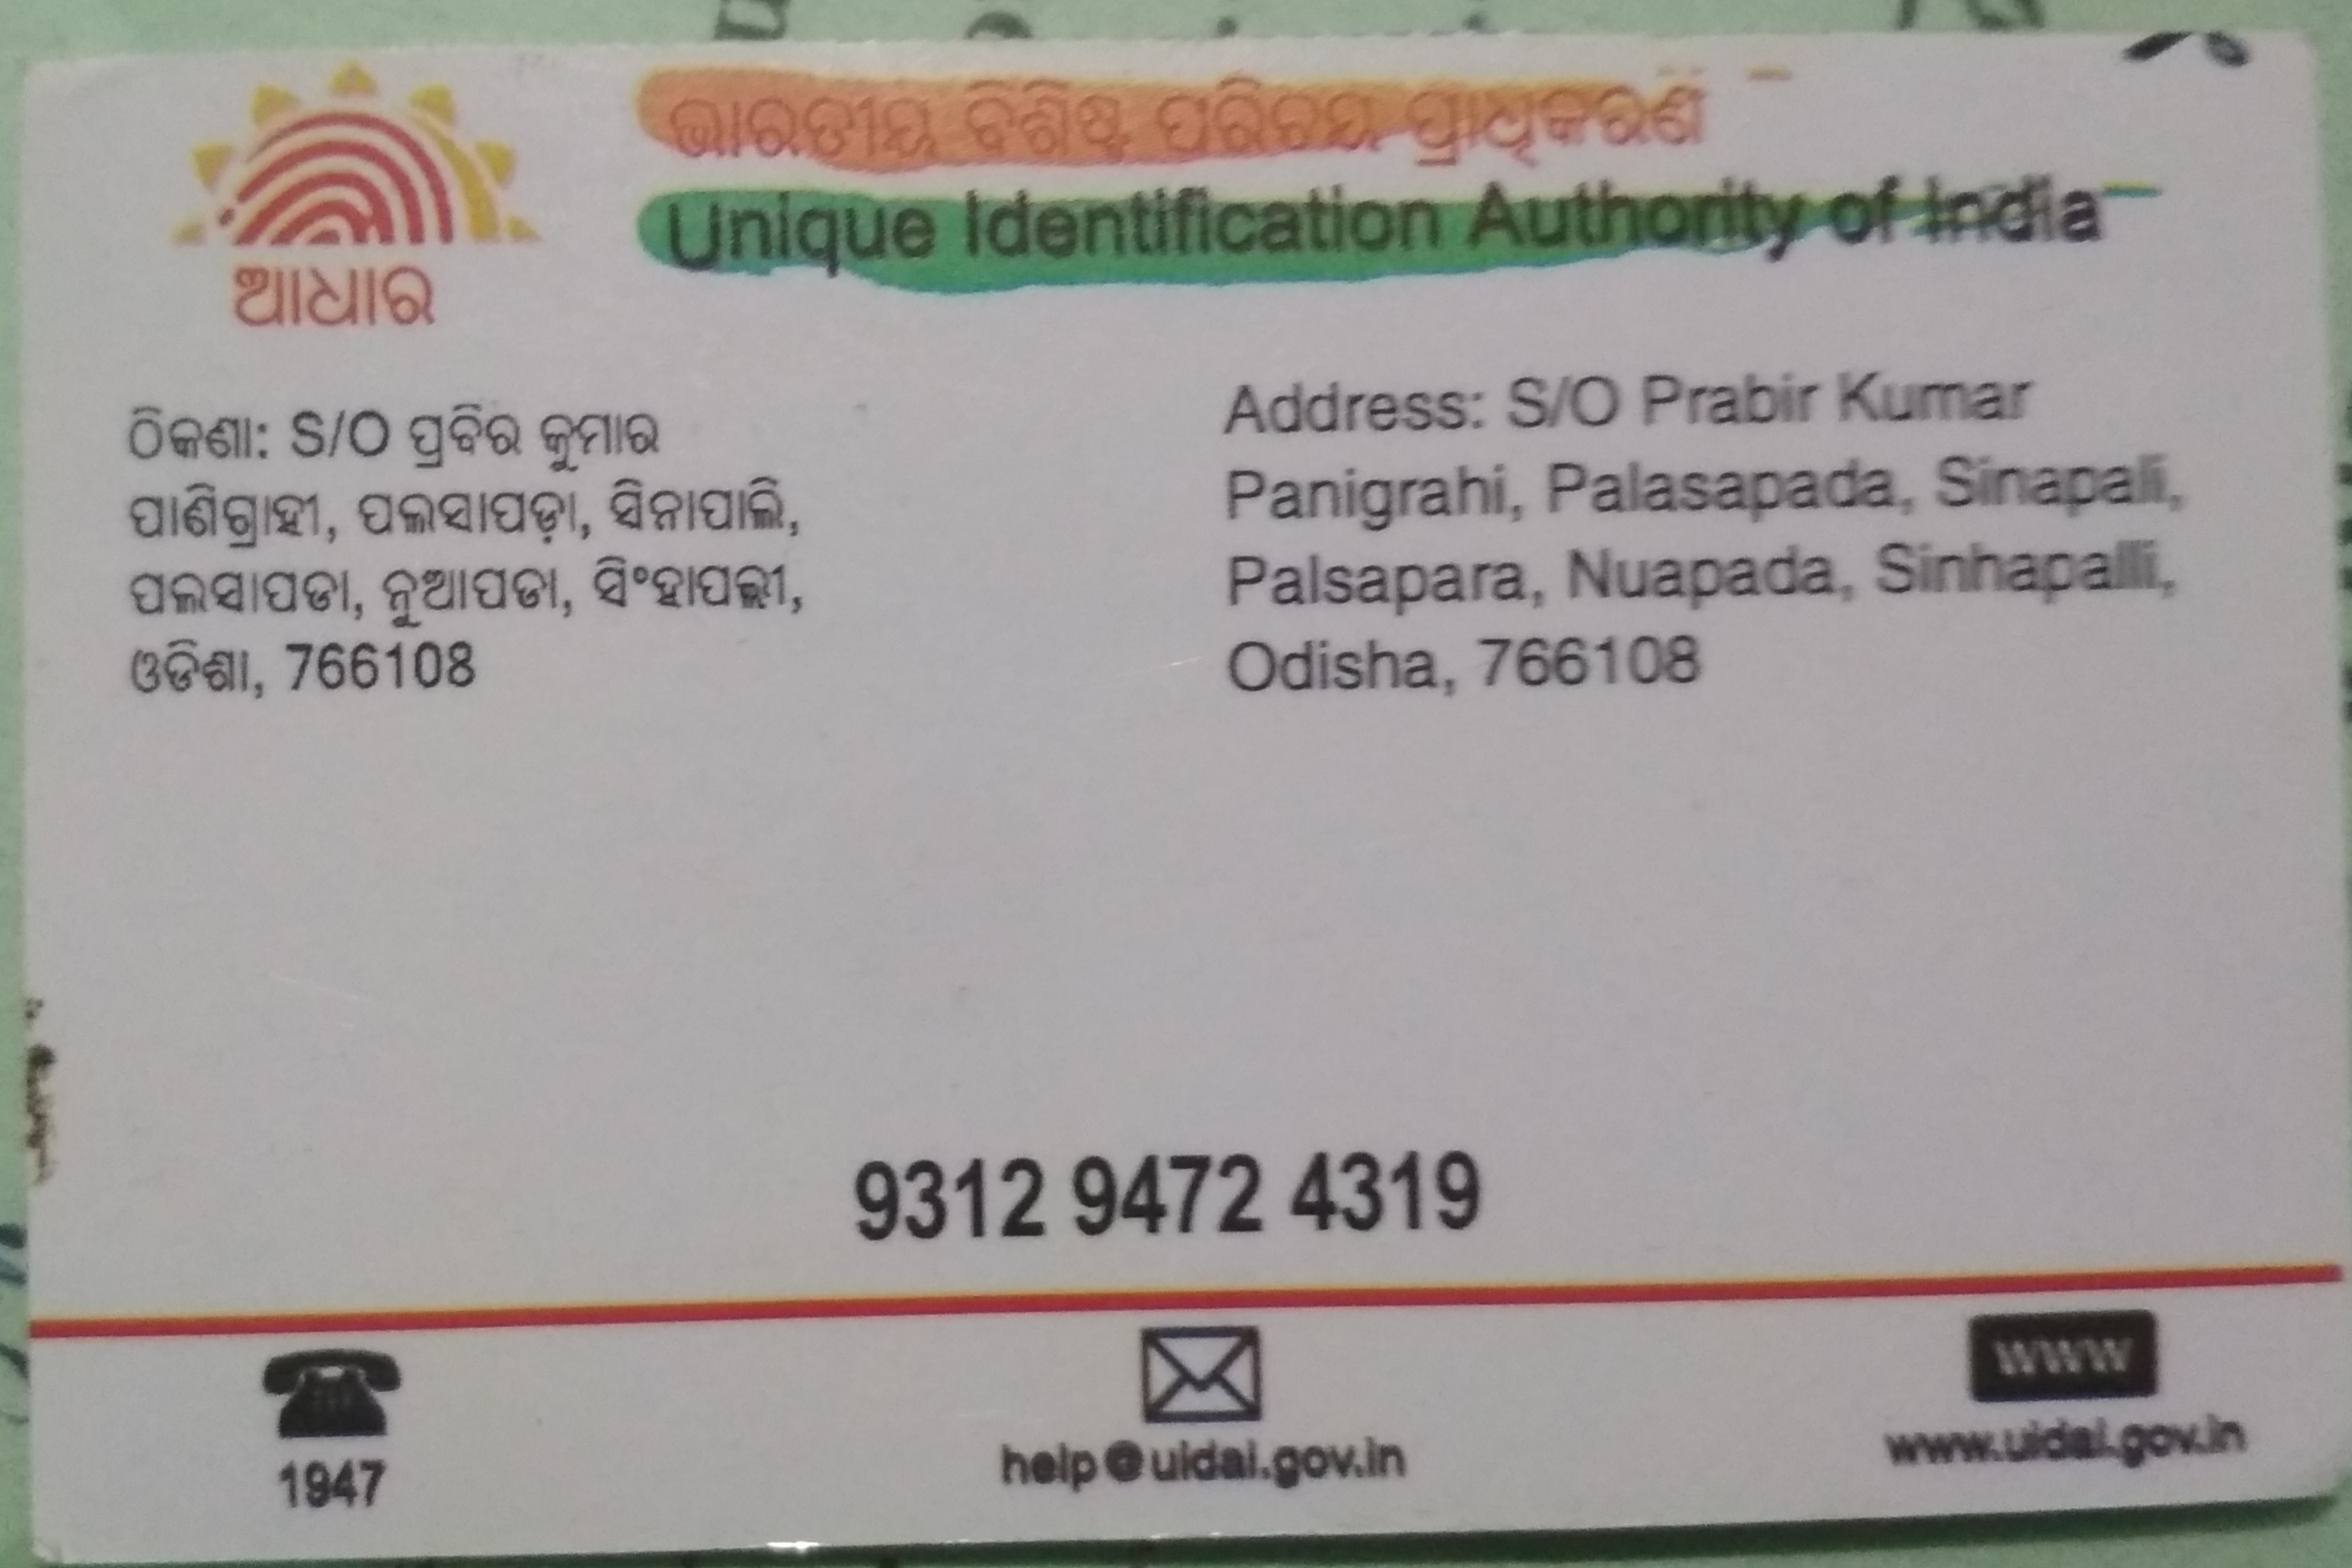 ଭାରତୀୟ ବିଶିଷ୍ଟ ପରିଚୟ ପ୍ରାଧିକରଣ
Unique Identification Authority of India
ଆଧାର
ଠିକଣା: S/O ପ୍ରବିର କୁମାର
ପାଣିଗ୍ରାହୀ, ପଲସାପଡ଼ା, ସିନାପାଲି,
ପଲସାପଡା, ନୁଆପଡା, ସିଂହାପଲ୍ଲୀ,
ଓଡିଶା, 766108
Address: S/O Prabir Kumar
Panigrahi, Palasapada, Sinapali,
Palsapara, Nuapada, Sinhapalli,
Odisha, 766108
9312 9472 4319
1947
help@uidai.gov.in
www
www.uidai.gov.in